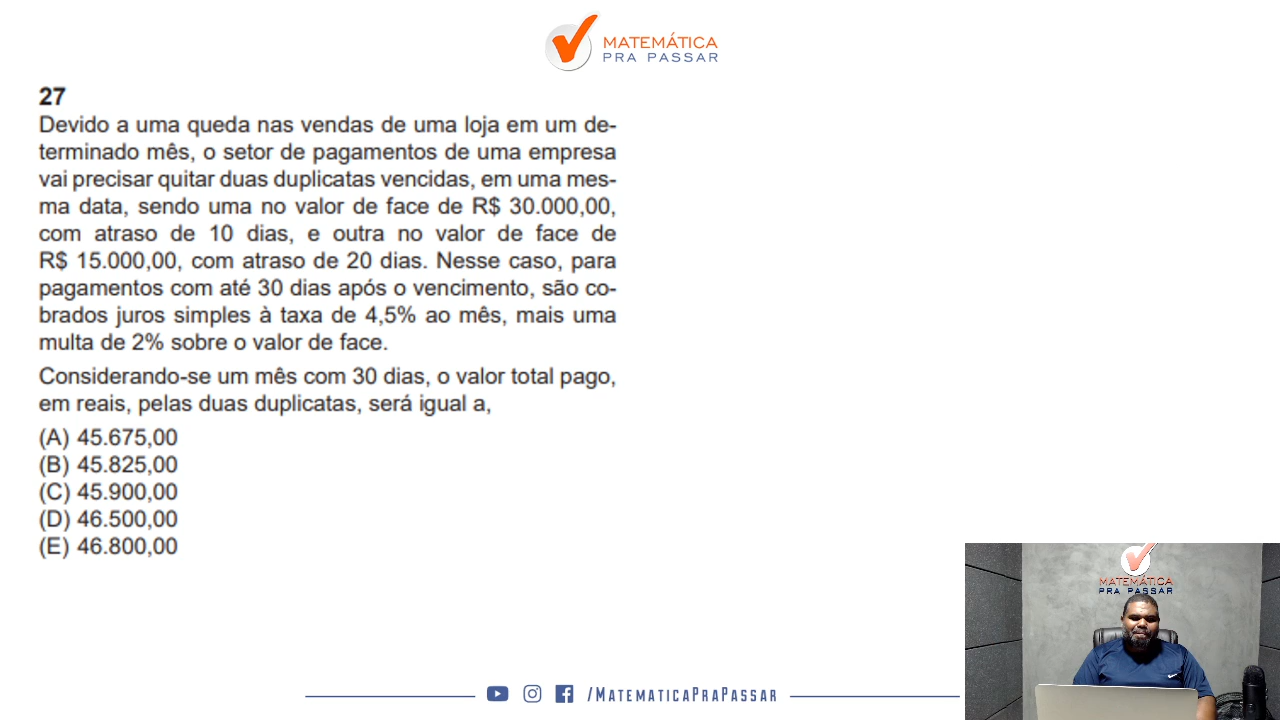 MATEMÁTICA
PRA PASSAR
27
Devido a uma queda nas vendas de uma loja em um de-
terminado mês, o setor de pagamentos de uma empresa
vai precisar quitar duas duplicatas vencidas, em uma mes-
ma data, sendo uma no valor de face de R$ 30.000,00,
com atraso de 10 dias, e outra no valor de face de
R$ 15.000,00, com atraso de 20 dias. Nesse caso, para
pagamentos com até 30 dias após o vencimento, são co-
brados juros simples à taxa de 4,5% ao mês, mais uma
multa de 2% sobre o valor de face.
Considerando-se um mês com 30 dias, o valor total pago,
em reais, pelas duas duplicatas, será igual a,
(A) 45.675,00
(B) 45.825,00
(C) 45.900,00
(D) 46.500,00
(E) 46.800,00
MATEMÁTICA
PRA PASSAR
/MATEMATICAPRAPASSAR